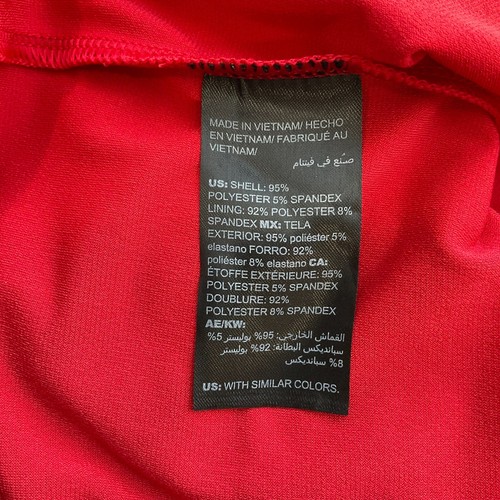 MADE IN VIETNAM/ HECHO
EN VIETNAM/ FABRIQUÉ AU
VIETNAM/
صنع في فيتنام
US: SHELL: 95%
POLYESTER 5% SPANDEX
LINING: 92% POLYESTER 8%
SPANDEX MX: TELA
EXTERIOR: 95% poliéster 5%
elastano FORRO: 92%
poliéster 8% elastano CA:
ÉTOFFE EXTÉRIEURE: 95%
POLYESTER 5% SPANDEX
DOUBLURE: 92%
POLYESTER 8% SPANDEX
AE/KW:
القماش الخارجي: 95% بوليستر 5%
سبانديكس البطانة: 92% بوليستر
8% سبانديكس
US: WITH SIMILAR COLORS.